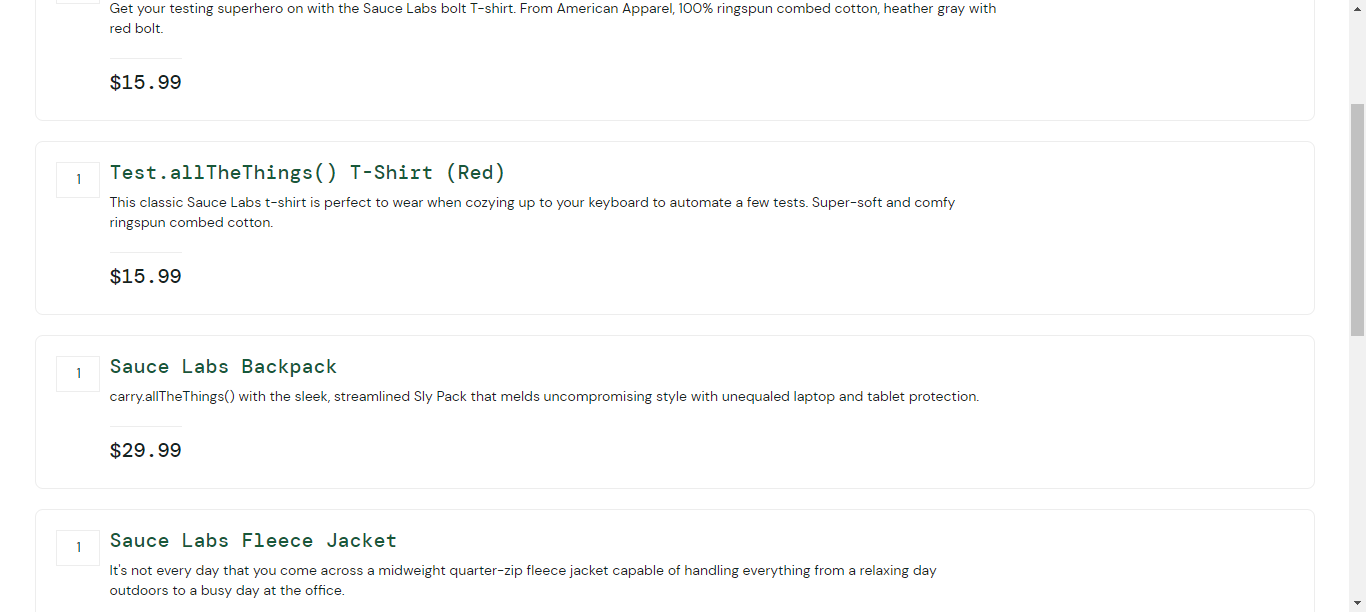 Get your testing superhero on with the Sauce Labs bolt T-shirt. From American Apparel, 100% ringspun combed cotton, heather gray with
red bolt.
$15.99
1
Test.allTheThings() T-Shirt (Red)
This classic Sauce Labs t-shirt is perfect to wear when cozying up to your keyboard to automate a few tests. Super-soft and comfy
ringspun combed cotton.
$15.99
1
Sauce Labs Backpack
carry.allTheThings() with the sleek, streamlined Sly Pack that melds uncompromising style with unequaled laptop and tablet protection.
$29.99
1
Sauce Labs Fleece Jacket
It's not every day that you come across a midweight quarter-zip fleece jacket capable of handling everything from a relaxing day
outdoors to a busy day at the office.